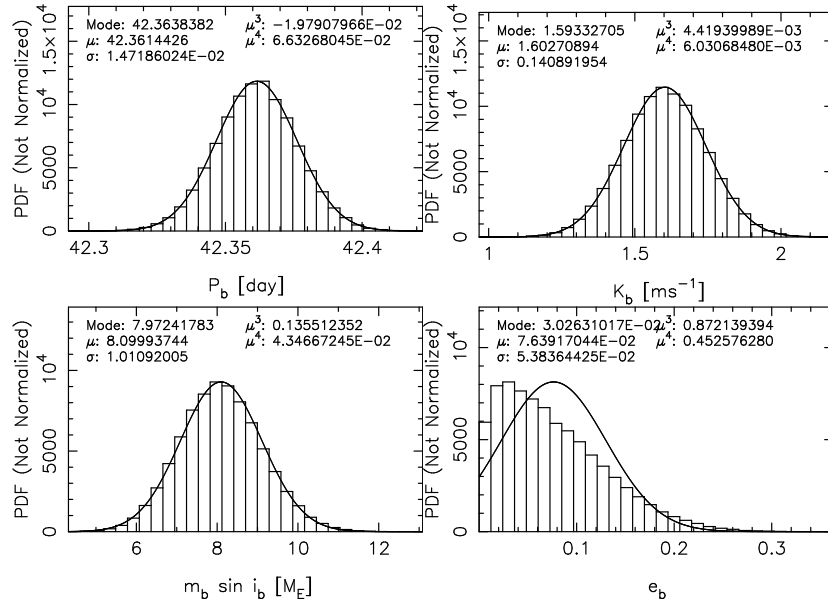 Mode: 42.3638382 μ³: −1.97907966E−02
μ: 42.3614426 μ⁴: 6.63268045E−02
σ: 1.47186024E−02
PDF (Not Normalized)
0 5000 10⁴ 1.5×10⁴
42.3 42.35 42.4
P_b [day]
Mode: 1.59332705 μ³: 4.41939989E−03
μ: 1.60270894 μ⁴: 6.03068480E−03
σ: 0.140891954
PDF (Not Normalized)
0 5000 10⁴ 1.5×10⁴
1 1.5 2
K_b [ms⁻¹]
Mode: 7.97241783 μ³: 0.135512352
μ: 8.09993744 μ⁴: 4.34667245E−02
σ: 1.01092005
PDF (Not Normalized)
0 5000 10⁴
6 8 10 12
m_b sin i_b [M_E]
Mode: 3.02631017E−02 μ³: 0.872139394
μ: 7.63917044E−02 μ⁴: 0.452576280
σ: 5.38364425E−02
PDF (Not Normalized)
0 5000 10⁴
0.1 0.2 0.3
e_b